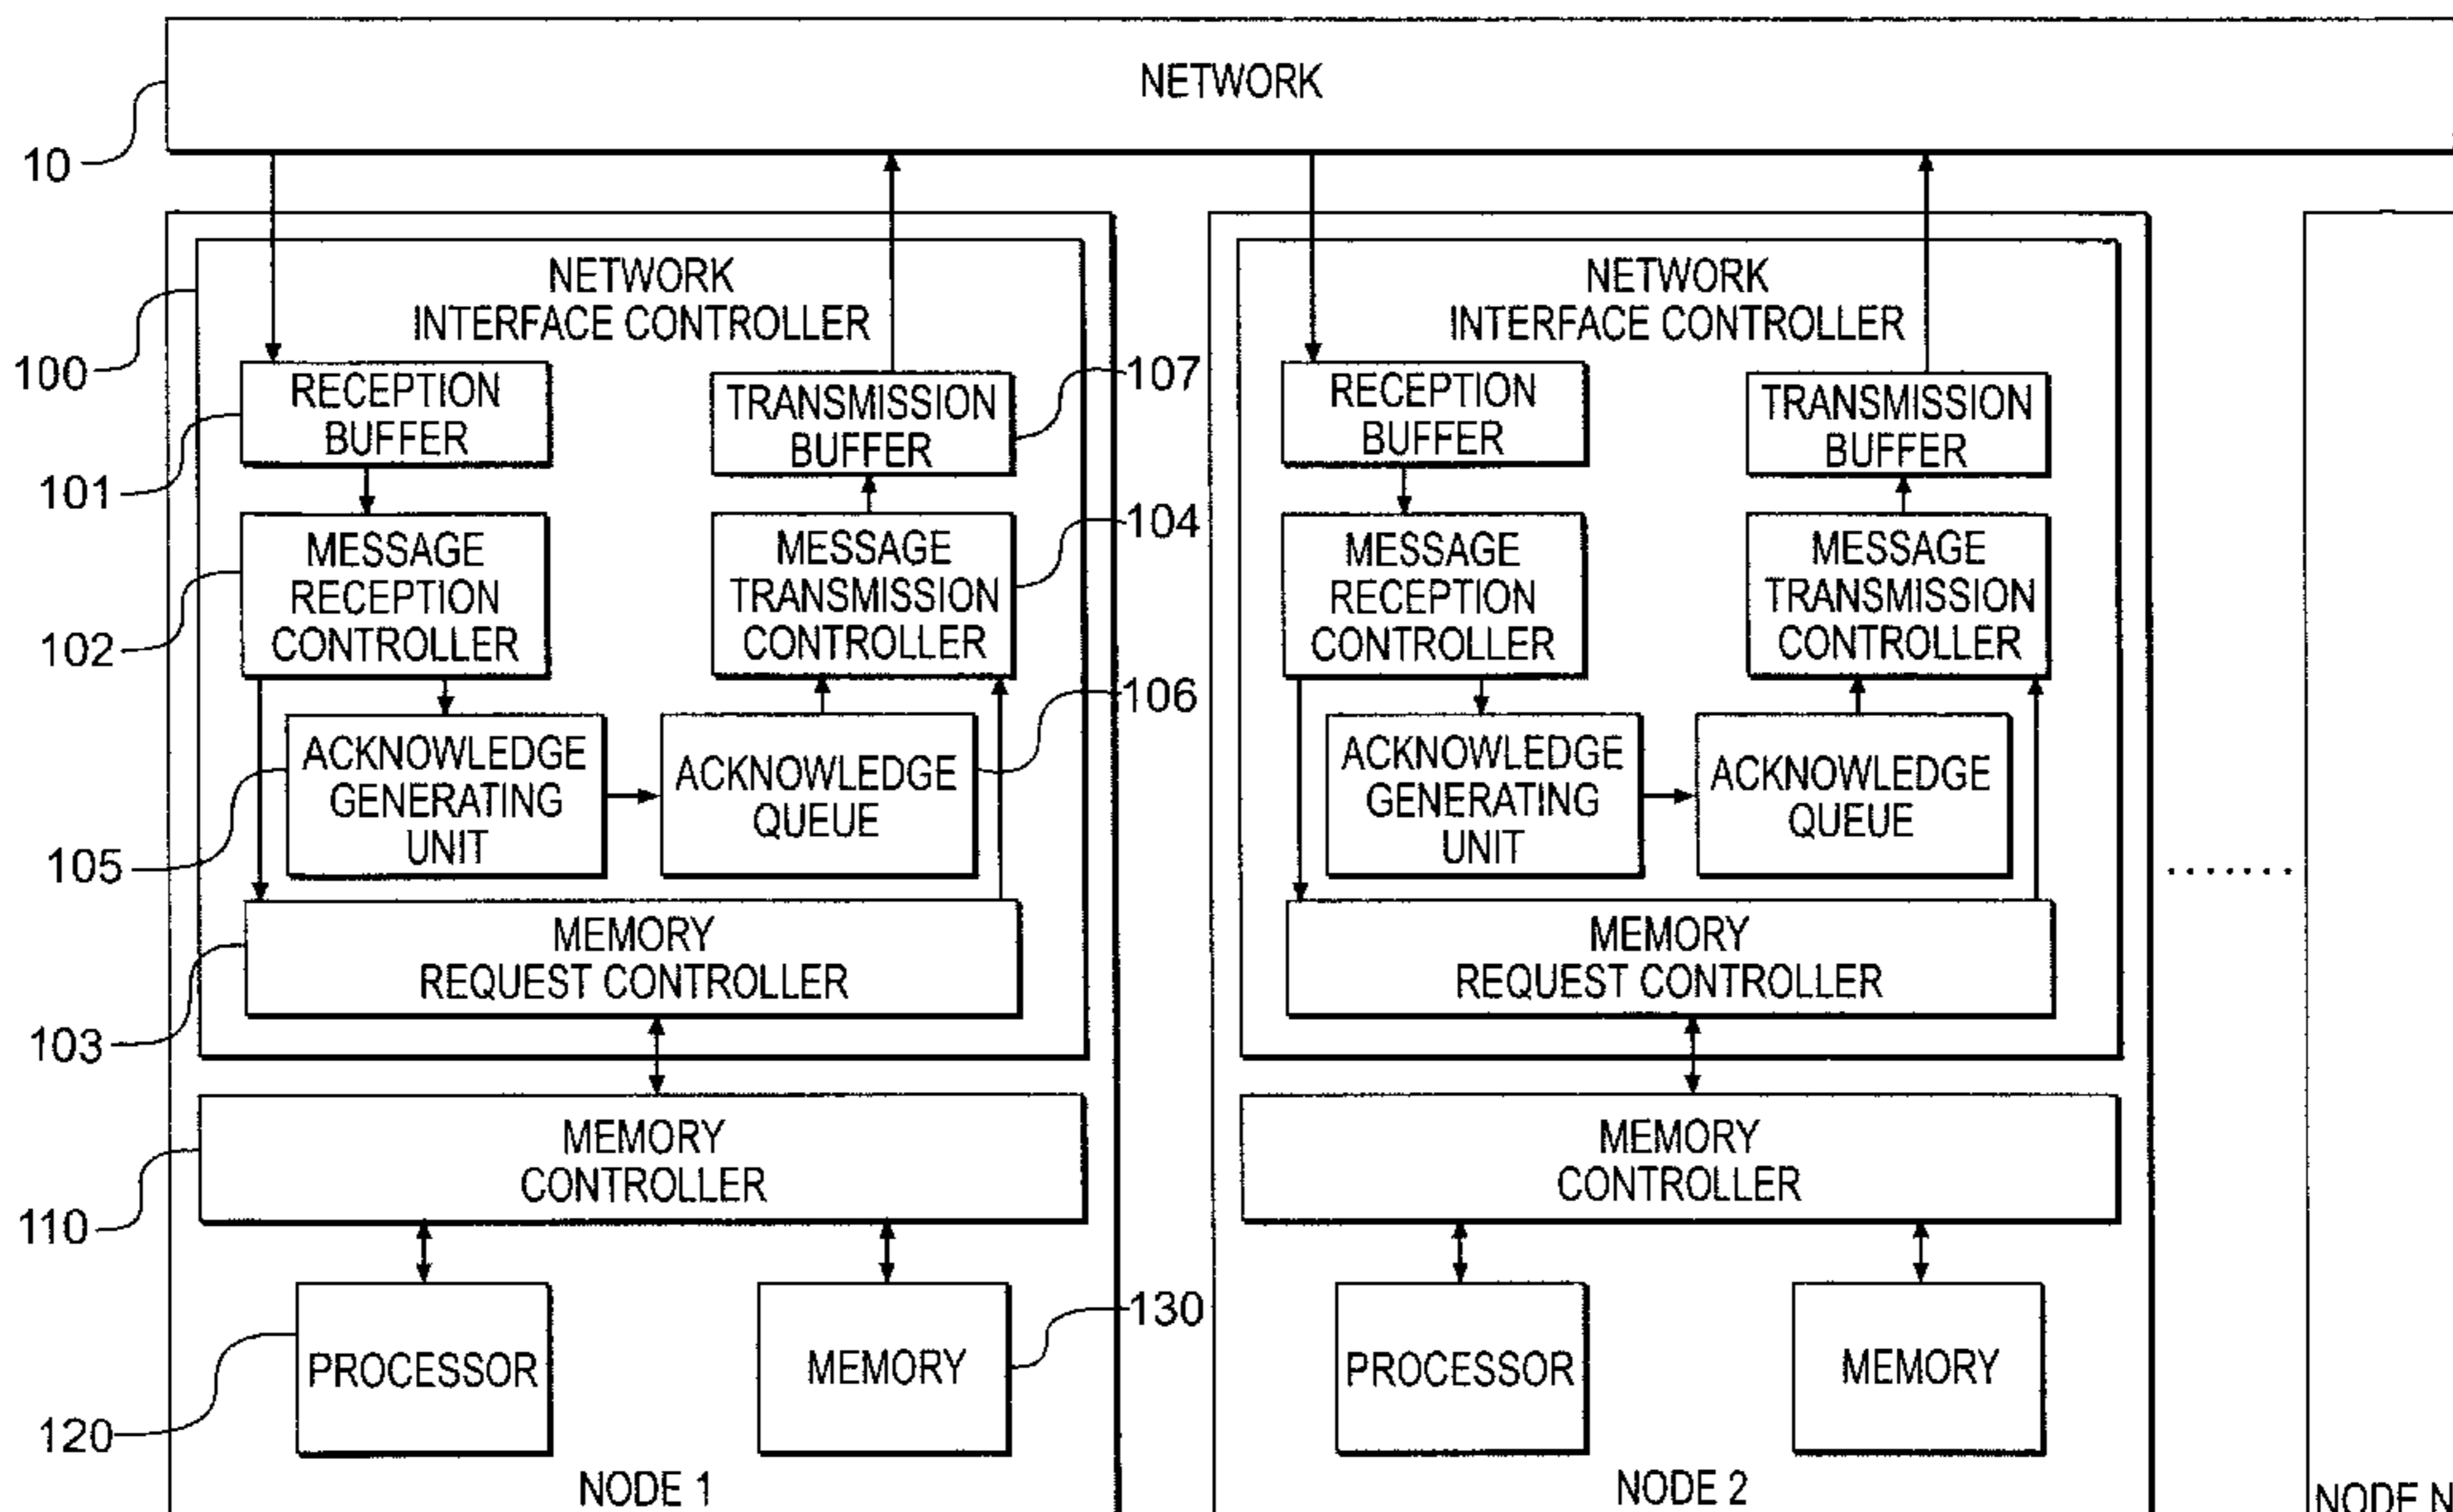 NETWORK
10
NETWORK
INTERFACE CONTROLLER
100
RECEPTION
BUFFER
101
TRANSMISSION
BUFFER
107
MESSAGE
RECEPTION
CONTROLLER
102
MESSAGE
TRANSMISSION
CONTROLLER
104
ACKNOWLEDGE
GENERATING
UNIT
105
ACKNOWLEDGE
QUEUE
106
MEMORY
REQUEST CONTROLLER
103
MEMORY
CONTROLLER
110
PROCESSOR
120
MEMORY
130
NODE 1
NETWORK
INTERFACE CONTROLLER
RECEPTION
BUFFER
TRANSMISSION
BUFFER
MESSAGE
RECEPTION
CONTROLLER
MESSAGE
TRANSMISSION
CONTROLLER
ACKNOWLEDGE
GENERATING
UNIT
ACKNOWLEDGE
QUEUE
MEMORY
REQUEST CONTROLLER
MEMORY
CONTROLLER
PROCESSOR
MEMORY
NODE 2
.......
NODE N